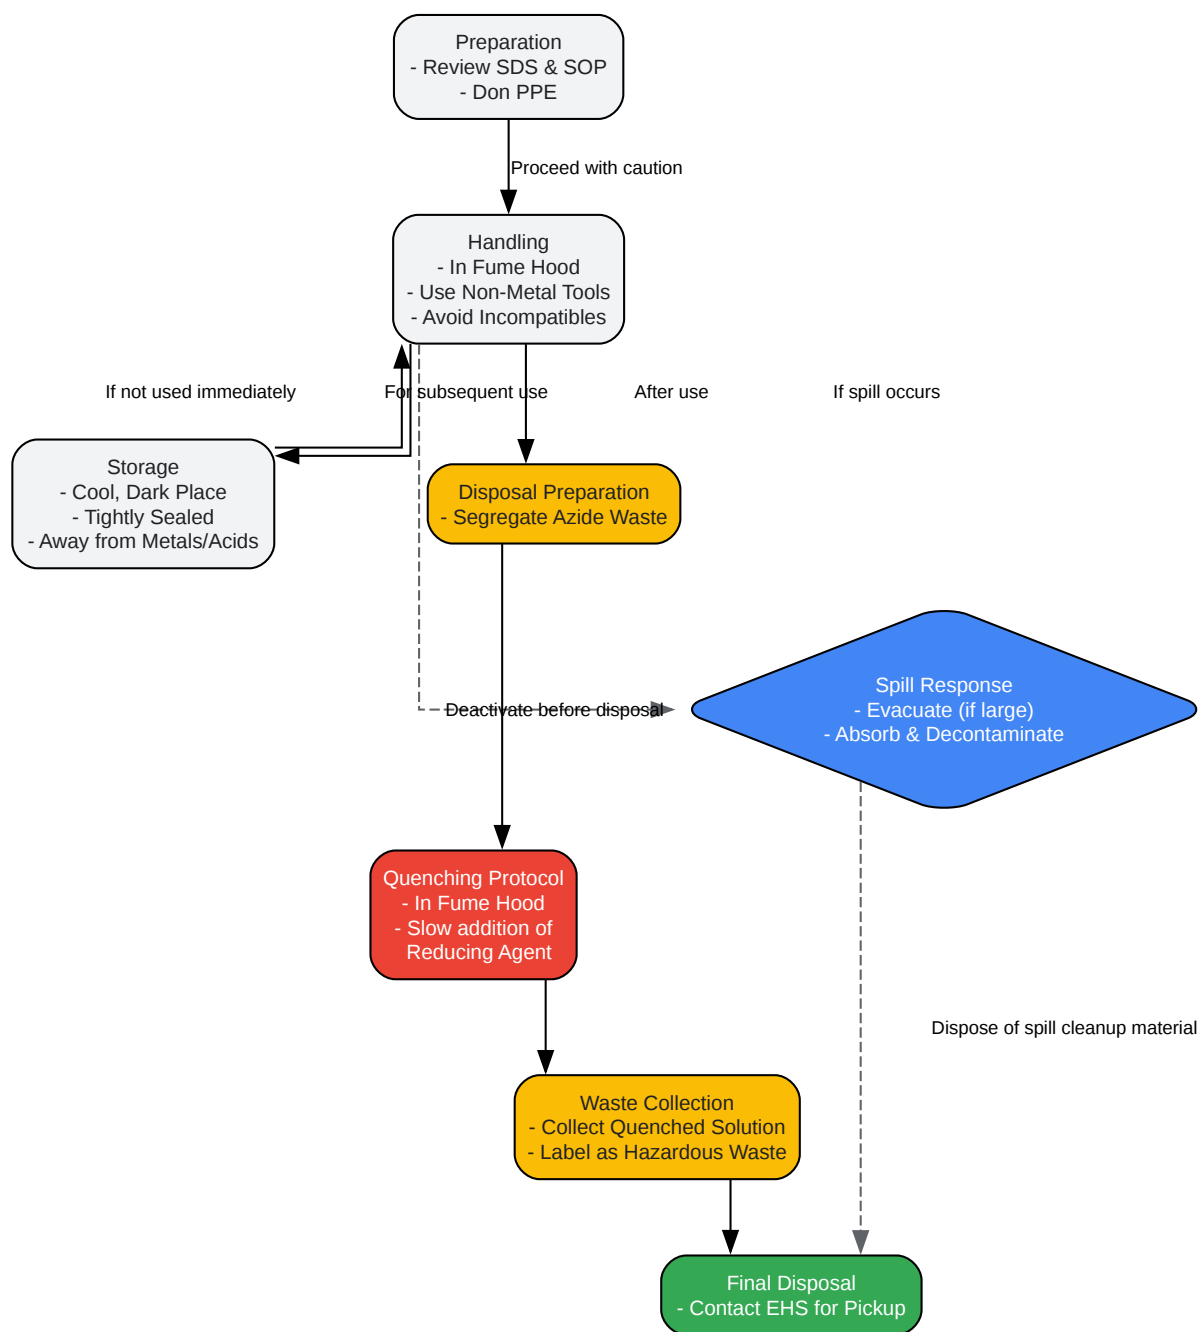 Preparation
- Review SDS & SOP
- Don PPE
Proceed with caution
Handling
- In Fume Hood
- Use Non-Metal Tools
- Avoid Incompatibles
If not used immediately
For subsequent use
After use
If spill occurs
Storage
- Cool, Dark Place
- Tightly Sealed
- Away from Metals/Acids
Disposal Preparation
- Segregate Azide Waste
Spill Response
- Evacuate (if large)
- Absorb & Decontaminate
Deactivate before disposal
Quenching Protocol
- In Fume Hood
- Slow addition of
Reducing Agent
Dispose of spill cleanup material
Waste Collection
- Collect Quenched Solution
- Label as Hazardous Waste
Final Disposal
- Contact EHS for Pickup